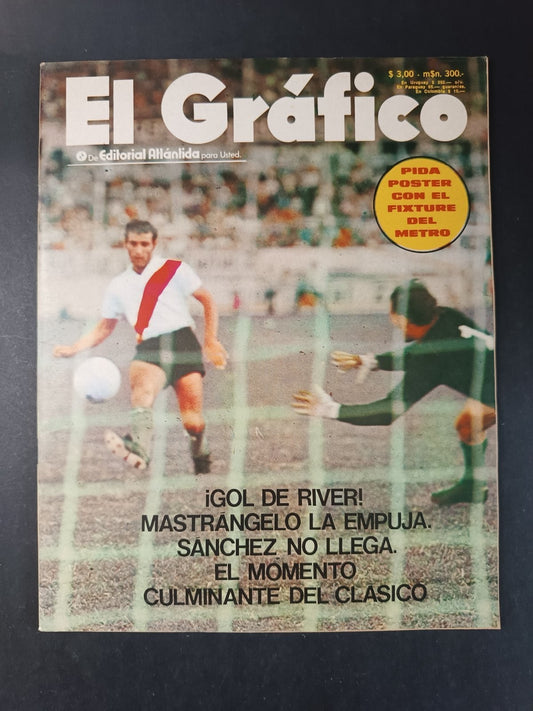 El Gráfico
$ 3,00 - m$n. 300.-
De Editorial Atlántida para Usted.
PIDA
POSTER
CON EL
FIXTURE
DEL
METRO
¡GOL DE RIVER!
MASTRANGELO LA EMPUJA.
SANCHEZ NO LLEGA.
EL MOMENTO
CULMINANTE DEL CLASICO